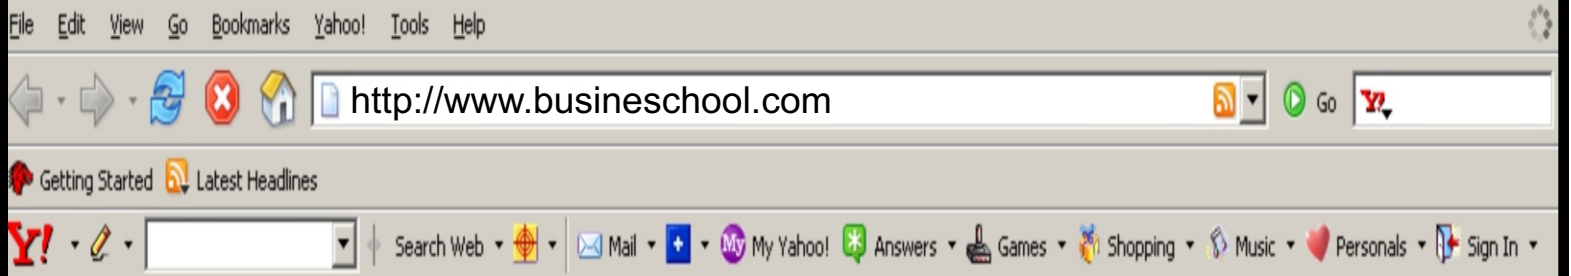 File Edit View Go Bookmarks Yahoo! Tools Help
http://www.busineschool.com Go Y!
Getting Started Latest Headlines
Y! Search Web Mail My My Yahoo! Answers Games Shopping Music Personals Sign In